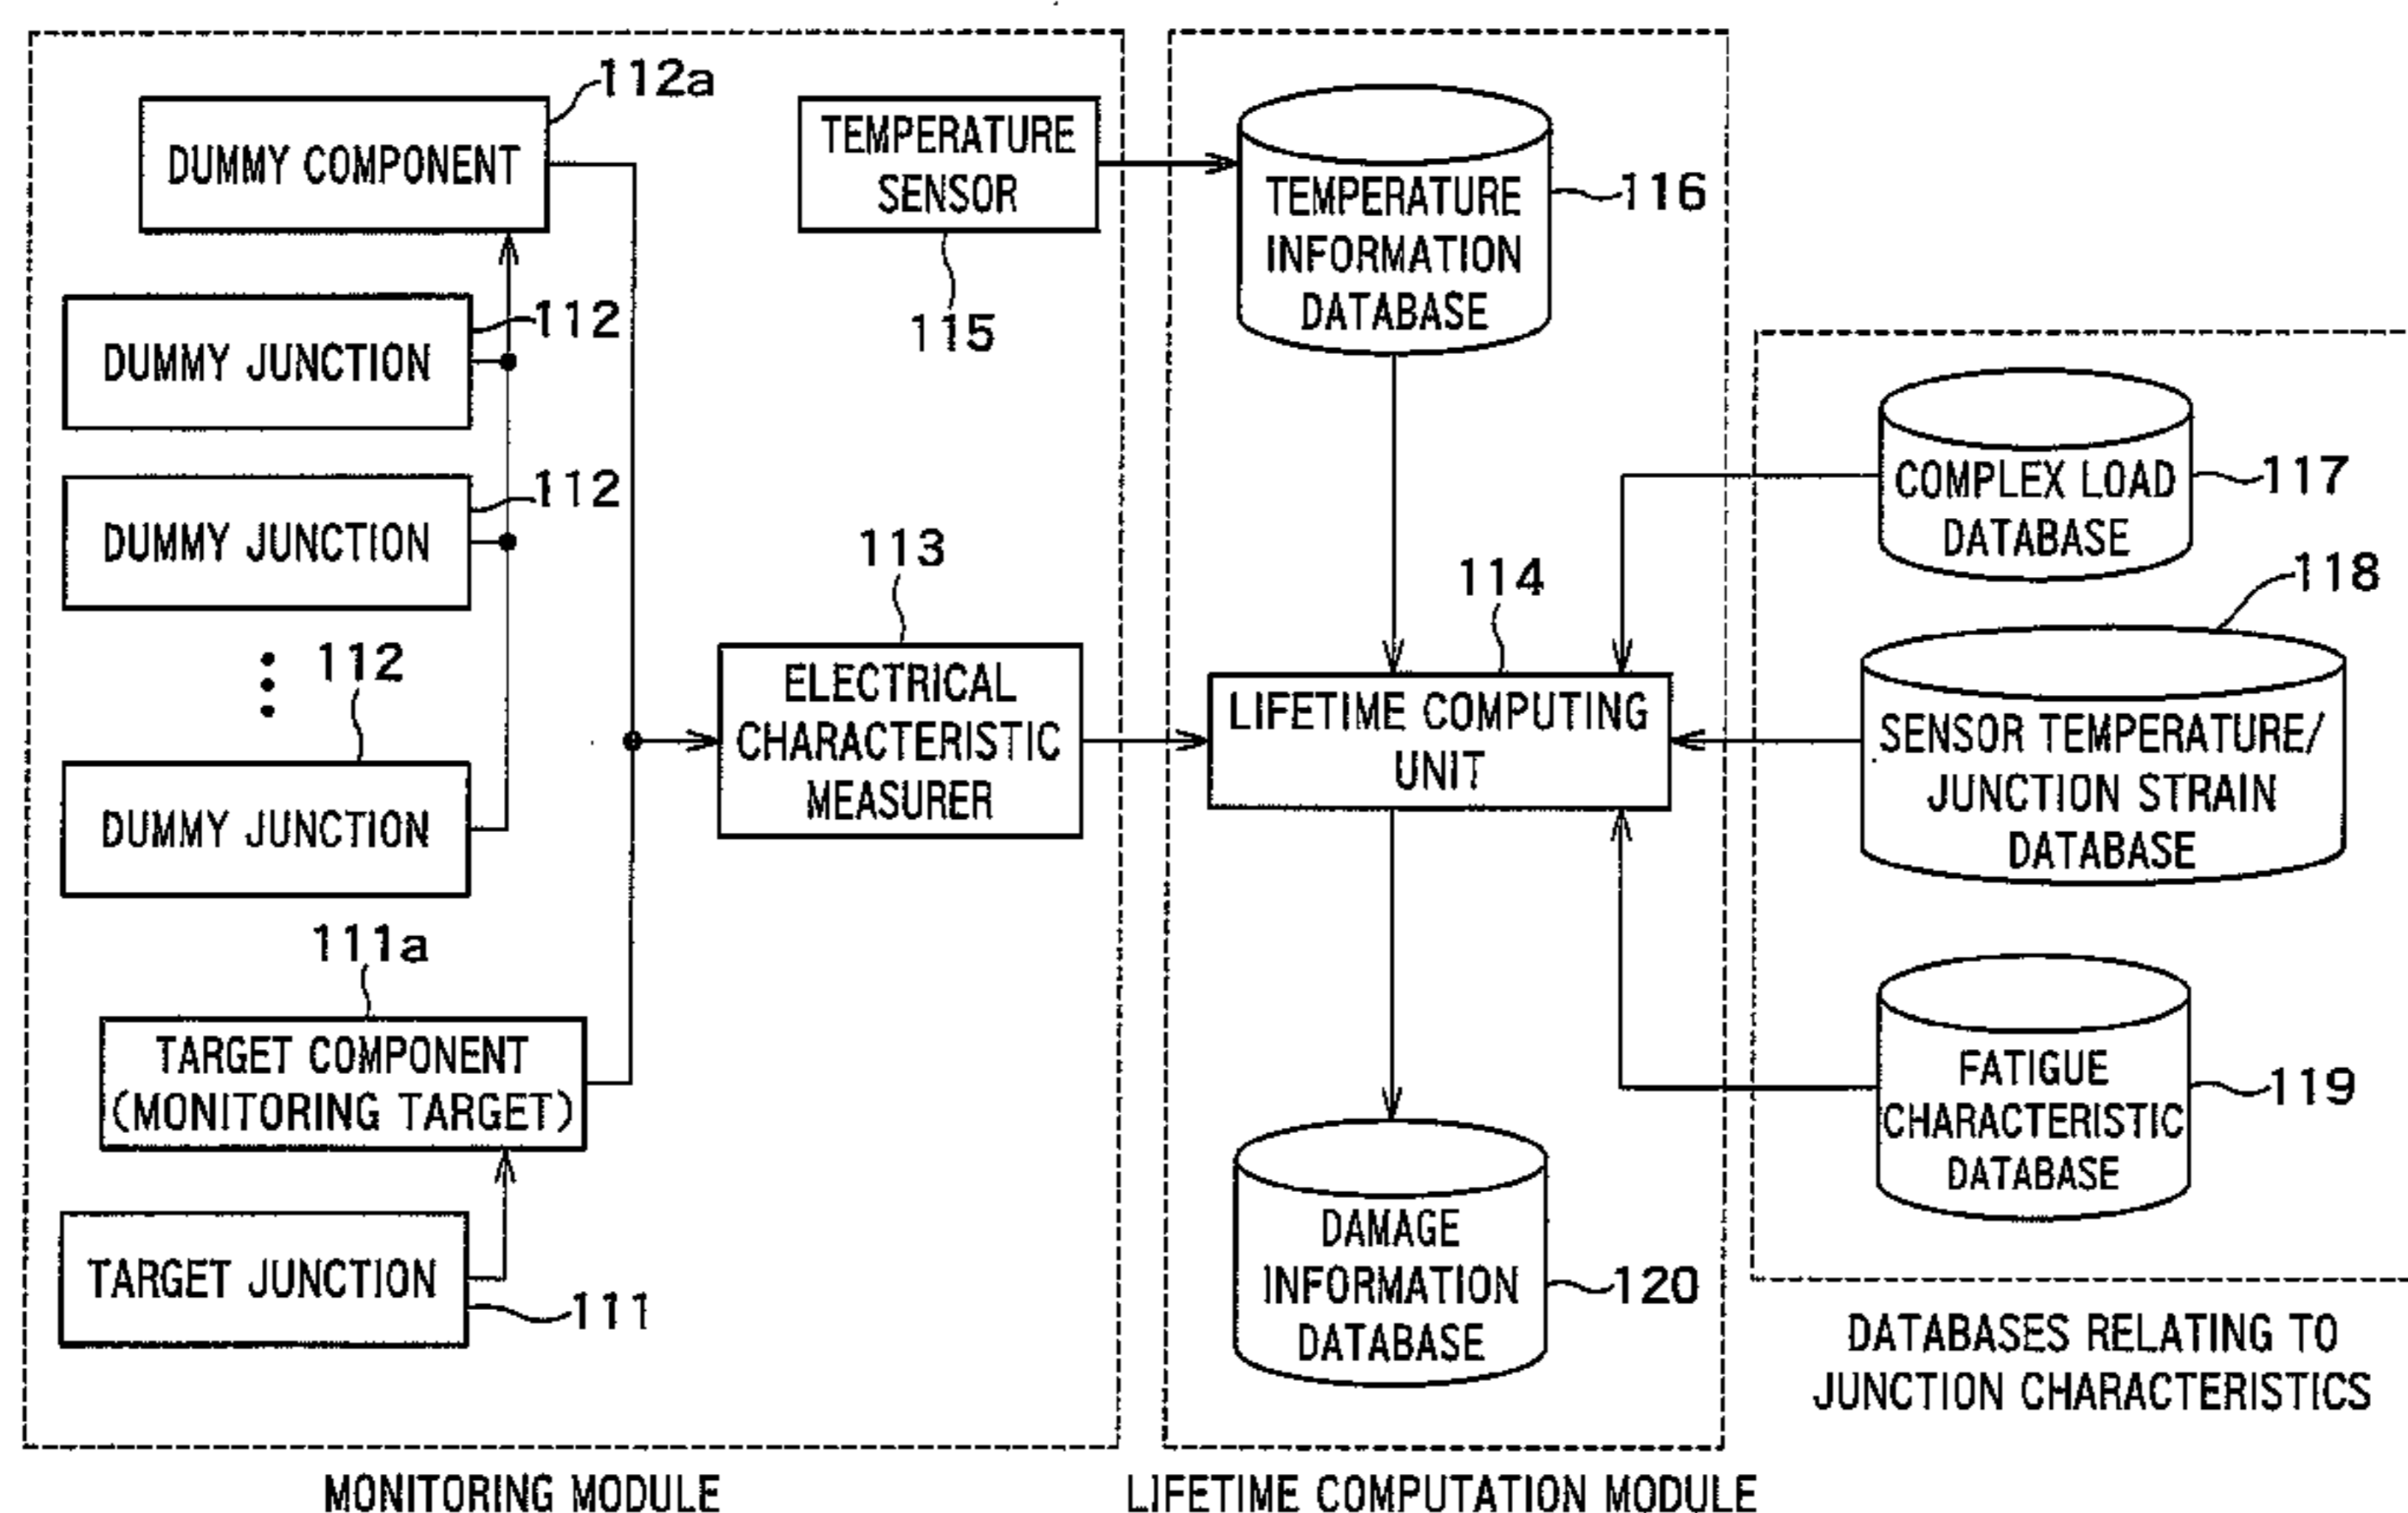 112a
DUMMY COMPONENT
TEMPERATURE
SENSOR
115
TEMPERATURE
INFORMATION
DATABASE
116
112
DUMMY JUNCTION
112
DUMMY JUNCTION
112
DUMMY JUNCTION
113
ELECTRICAL
CHARACTERISTIC
MEASURER
114
LIFETIME COMPUTING
UNIT
COMPLEX LOAD
DATABASE
117
118
SENSOR TEMPERATURE/
JUNCTION STRAIN
DATABASE
111a
TARGET COMPONENT
(MONITORING TARGET)
TARGET JUNCTION
111
FATIGUE
CHARACTERISTIC
DATABASE
119
DAMAGE
INFORMATION
DATABASE
120
DATABASES RELATING TO
JUNCTION CHARACTERISTICS
MONITORING MODULE
LIFETIME COMPUTATION MODULE